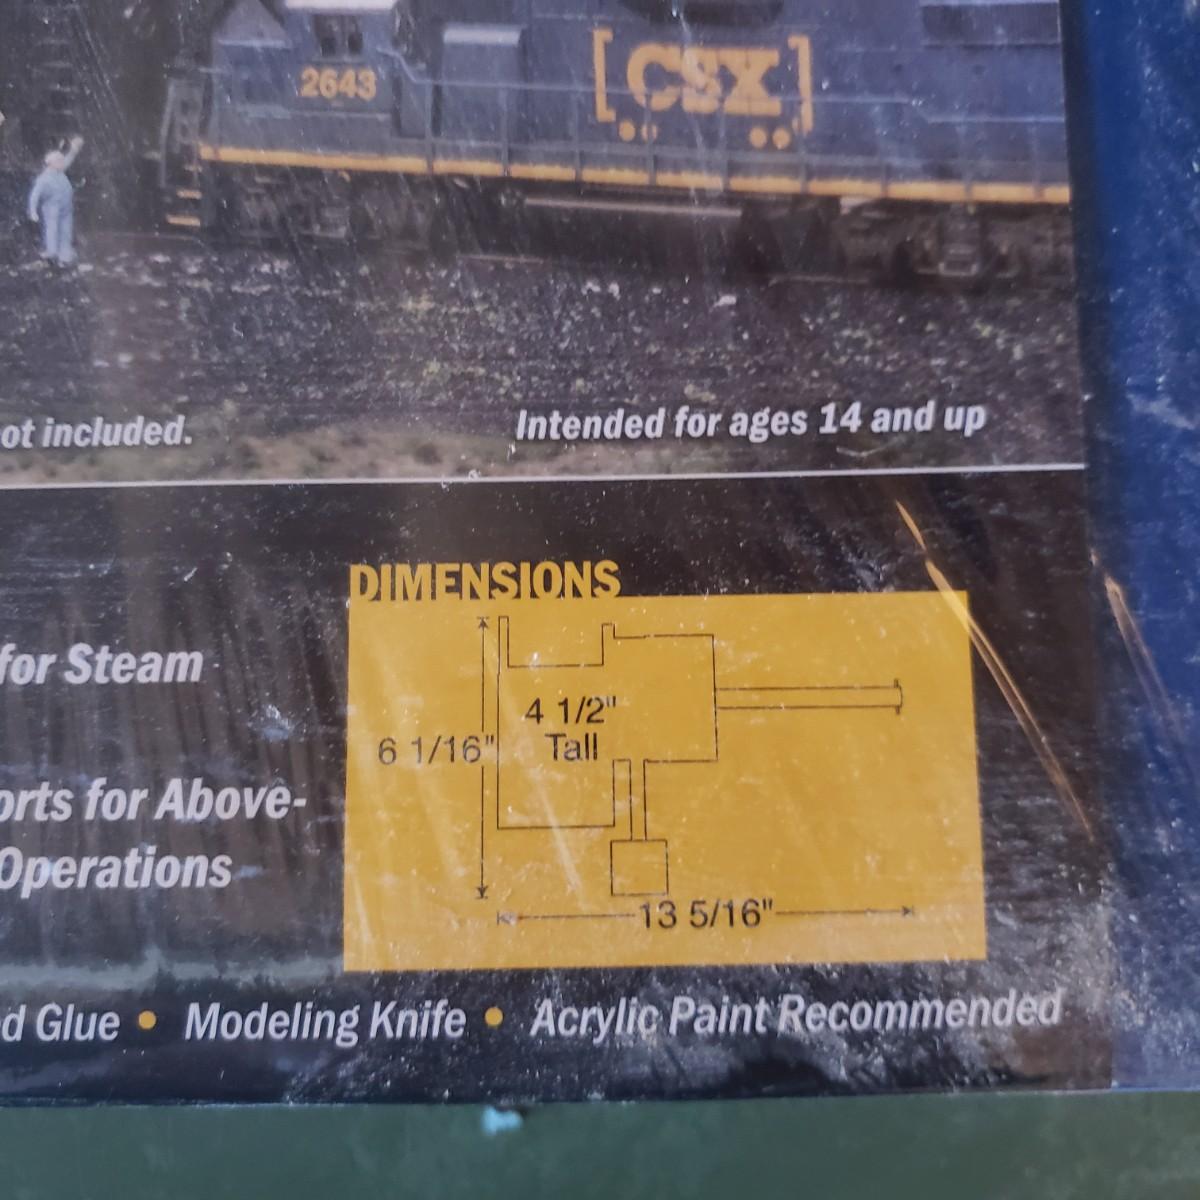 2643
CSX
ot included.
Intended for ages 14 and up
DIMENSIONS
for Steam
4 1/2"
Tall
6 1/16"
orts for Above-
Operations
13 5/16"
d Glue • Modeling Knife • Acrylic Paint Recommended